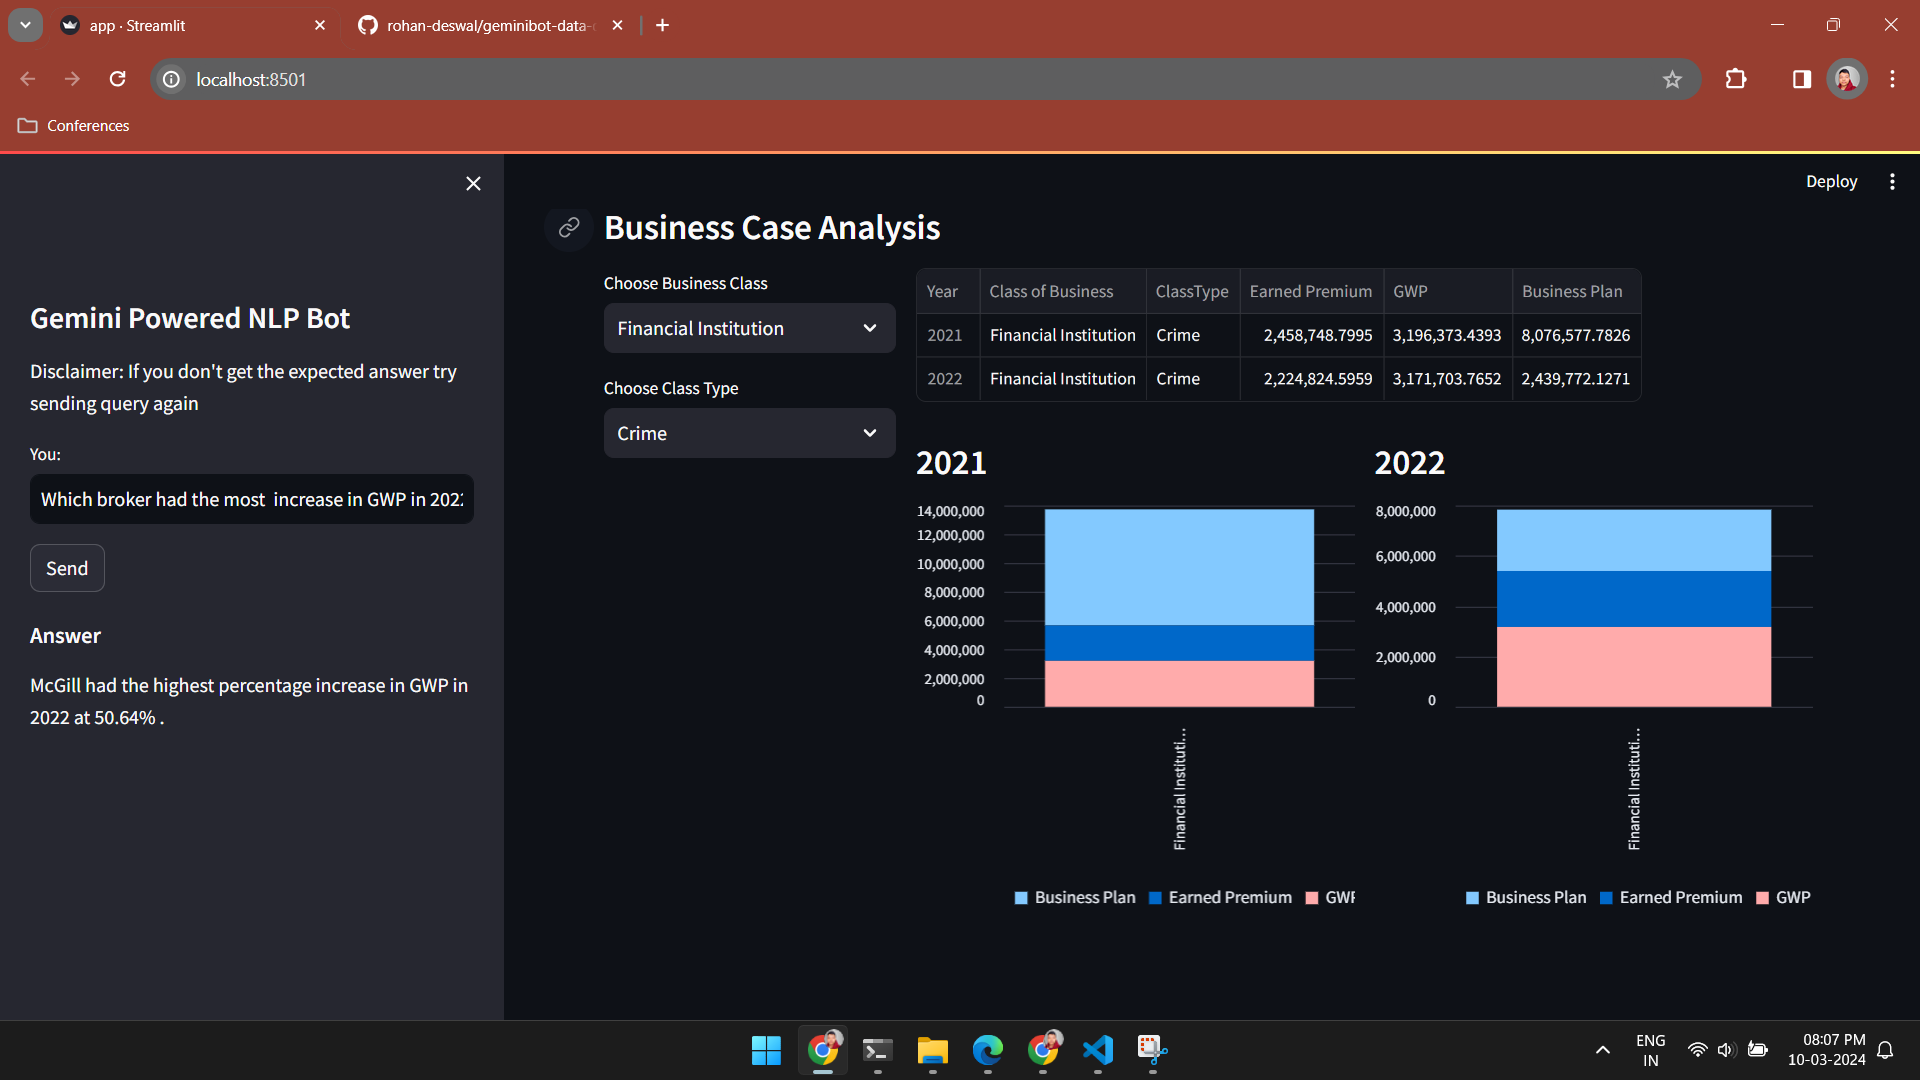 app · Streamlit
rohan-deswal/geminibot-data-
localhost:8501
Conferences
Deploy
Gemini Powered NLP Bot
Disclaimer: If you don't get the expected answer try
sending query again
You:
Which broker had the most  increase in GWP in 202
Send
Answer
McGill had the highest percentage increase in GWP in
2022 at 50.64% .
Business Case Analysis
Choose Business Class
Financial Institution
Choose Class Type
Crime
Year Class of Business ClassType Earned Premium GWP Business Plan
2021 Financial Institution Crime 2,458,748.7995 3,196,373.4393 8,076,577.7826
2022 Financial Institution Crime 2,224,824.5959 3,171,703.7652 2,439,772.1271
2021
14,000,000
12,000,000
10,000,000
8,000,000
6,000,000
4,000,000
2,000,000
0
Financial Instituti...
Business Plan Earned Premium GWP
2022
8,000,000
6,000,000
4,000,000
2,000,000
0
Financial Instituti...
Business Plan Earned Premium GWP
ENG
IN
08:07 PM
10-03-2024